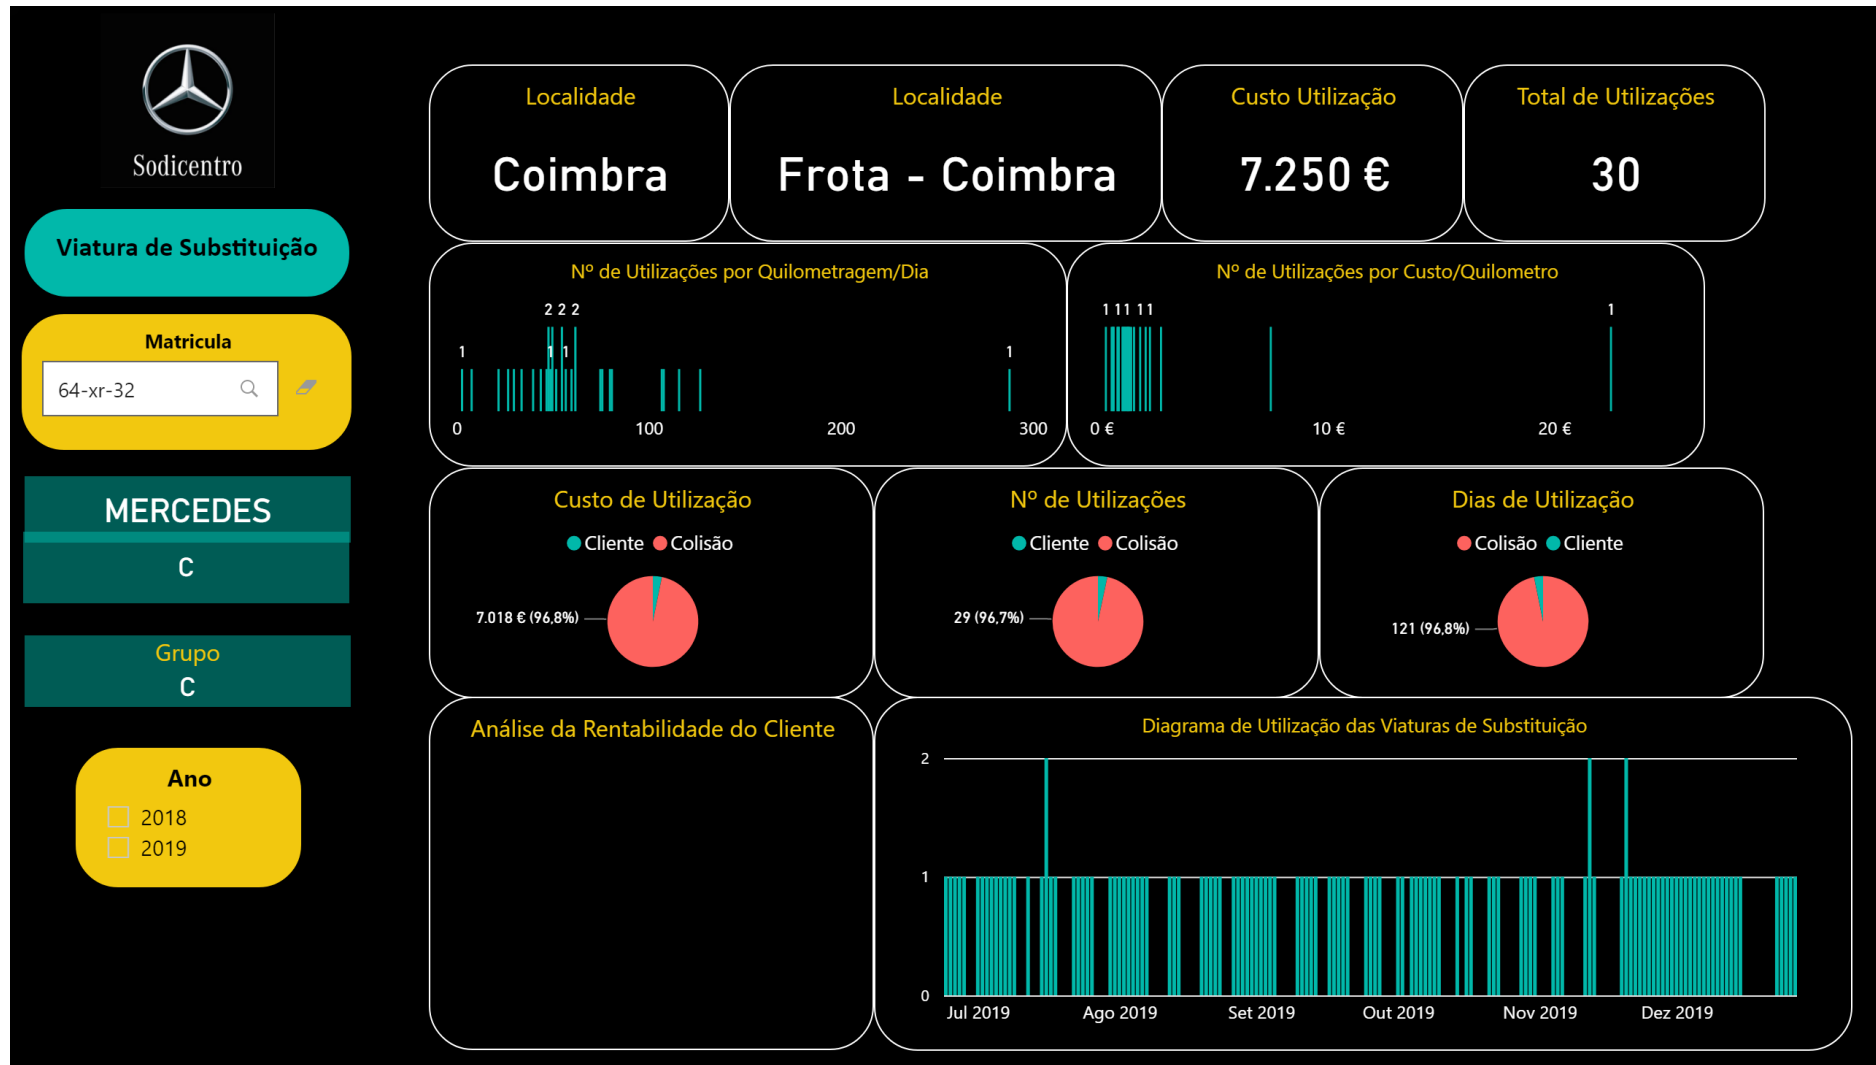 Sodicentro
Viatura de Substituição
Matricula
64-xr-32
MERCEDES
C
Grupo
C
Ano
2018
2019
Localidade
Coimbra
Localidade
Frota - Coimbra
Custo Utilização
7.250 €
Total de Utilizações
30
Nº de Utilizações por Quilometragem/Dia
2 2 2
1 1 1 1
0 100 200 300
Nº de Utilizações por Custo/Quilometro
1 11 11 1
0 € 10 € 20 €
Custo de Utilização
Cliente Colisão
7.018 € (96,8%)
Nº de Utilizações
Cliente Colisão
29 (96,7%)
Dias de Utilização
Colisão Cliente
121 (96,8%)
Análise da Rentabilidade do Cliente
Diagrama de Utilização das Viaturas de Substituição
2
1
0
Jul 2019 Ago 2019 Set 2019 Out 2019 Nov 2019 Dez 2019